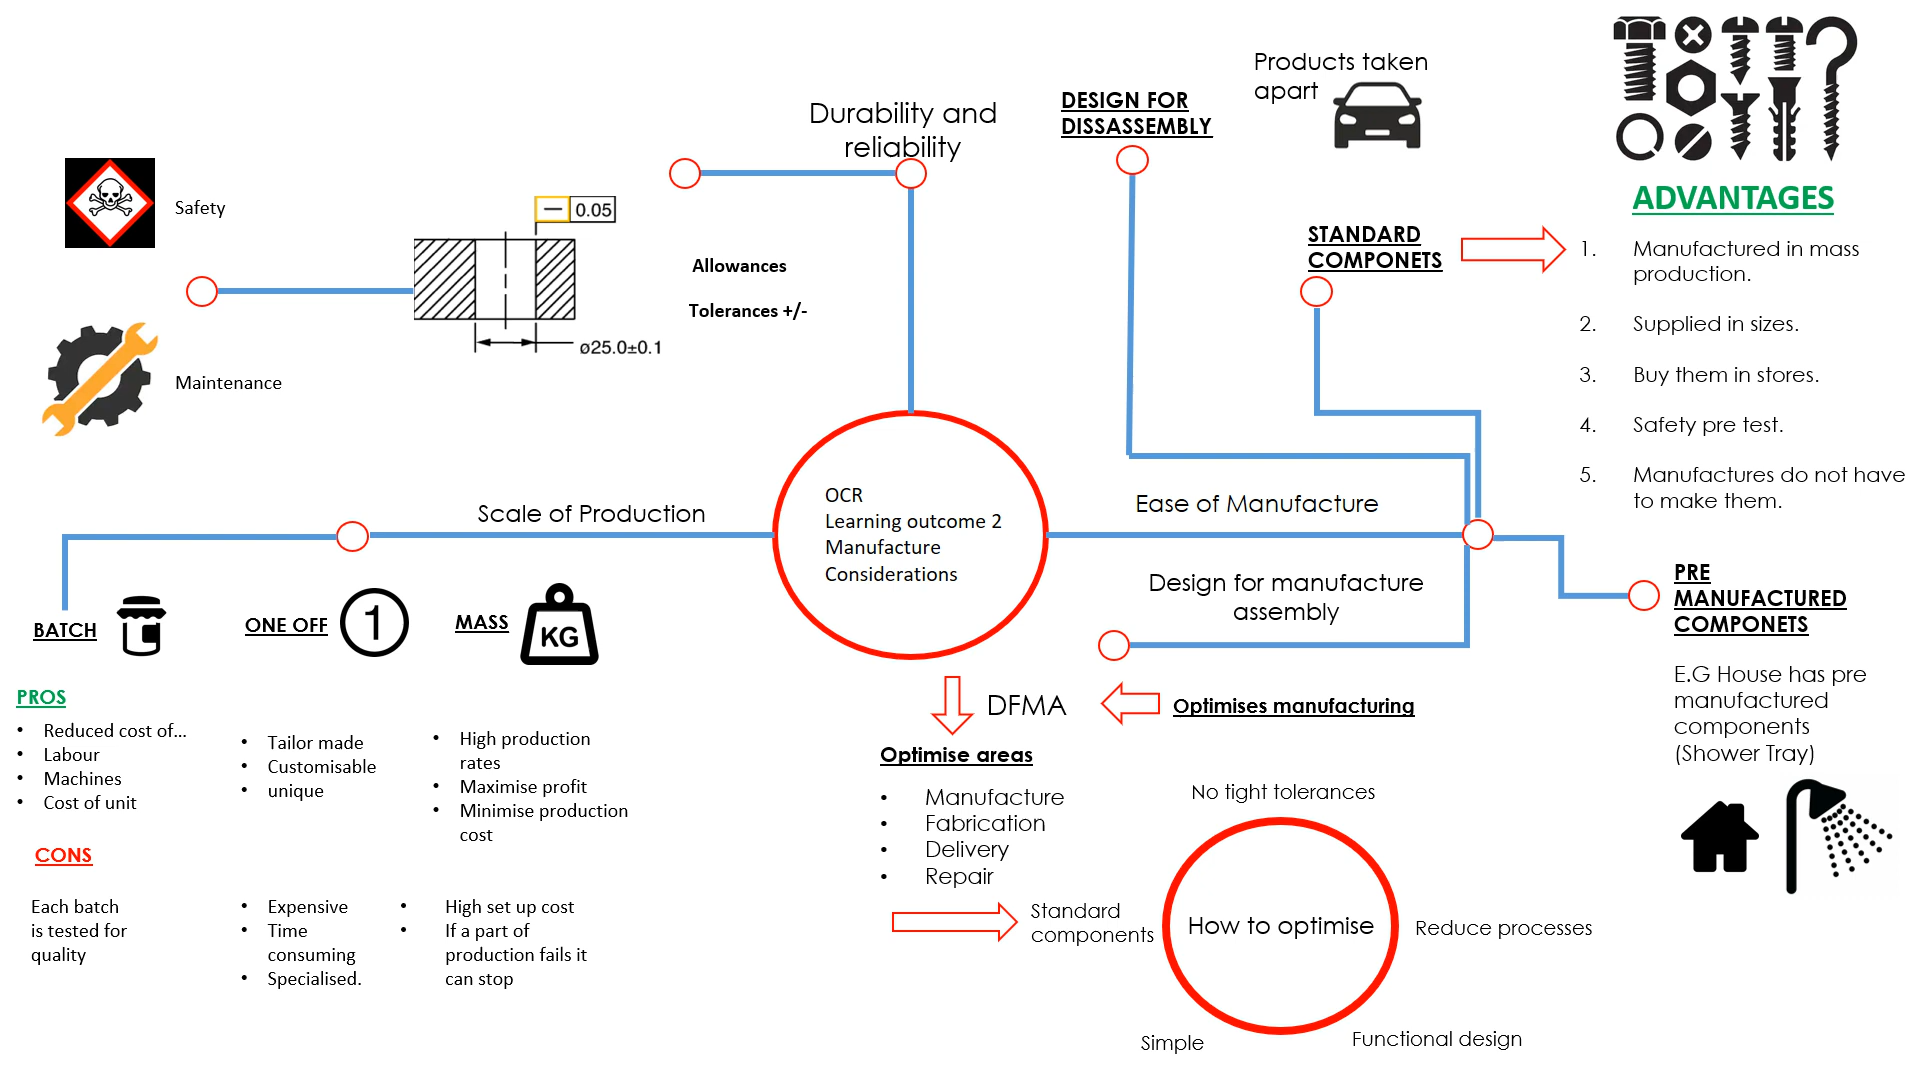 Durability and
reliability
Safety
0.05
Allowances
Tolerances +/-
ø25.0±0.1
Maintenance
DESIGN FOR
DISSASSEMBLY
Products taken
apart
STANDARD
COMPONETS
ADVANTAGES
1. Manufactured in mass
production.
2. Supplied in sizes.
3. Buy them in stores.
4. Safety pre test.
5. Manufactures do not have
to make them.
OCR
Learning outcome 2
Manufacture
Considerations
Scale of Production
Ease of Manufacture
Design for manufacture
assembly
PRE
MANUFACTURED
COMPONETS
E.G House has pre
manufactured
components
(Shower Tray)
BATCH
ONE OFF
1
MASS
KG
PROS
• Reduced cost of...
• Labour
• Machines
• Cost of unit
• Tailor made
• Customisable
• unique
• High production
rates
• Maximise profit
• Minimise production
cost
CONS
Each batch
is tested for
quality
• Expensive
• Time
consuming
• Specialised.
• High set up cost
• If a part of
production fails it
can stop
DFMA
Optimises manufacturing
Optimise areas
• Manufacture
• Fabrication
• Delivery
• Repair
No tight tolerances
Standard
components
How to optimise
Reduce processes
Simple
Functional design